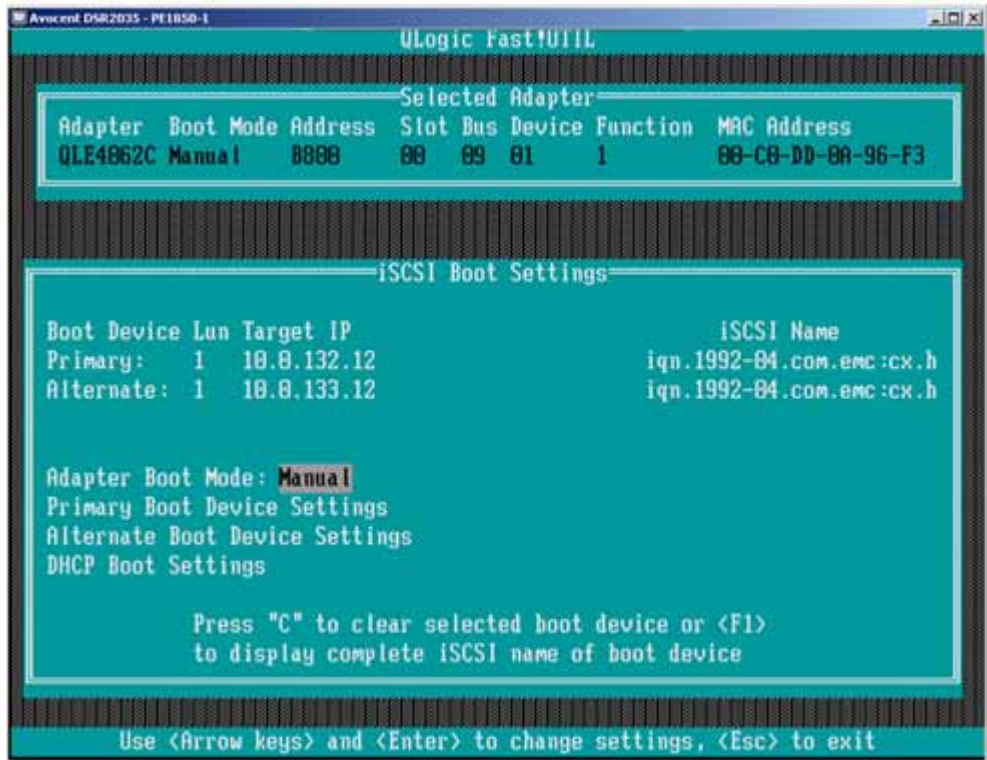 Avocent DSR2035 - PE1850-1
QLogic Fast!UTIL
Selected Adapter
Adapter Boot Mode Address Slot Bus Device Function MAC Address
QLE4062C Manual B800 00 09 01 1 00-C0-DD-0A-96-F3
iSCSI Boot Settings
Boot Device Lun Target IP iSCSI Name
Primary: 1 10.0.132.12 iqn.1992-04.com.emc:cx.h
Alternate: 1 10.0.133.12 iqn.1992-04.com.emc:cx.h
Adapter Boot Mode: Manual
Primary Boot Device Settings
Alternate Boot Device Settings
DHCP Boot Settings
Press "C" to clear selected boot device or <F1>
to display complete iSCSI name of boot device
Use <Arrow keys> and <Enter> to change settings, <Esc> to exit